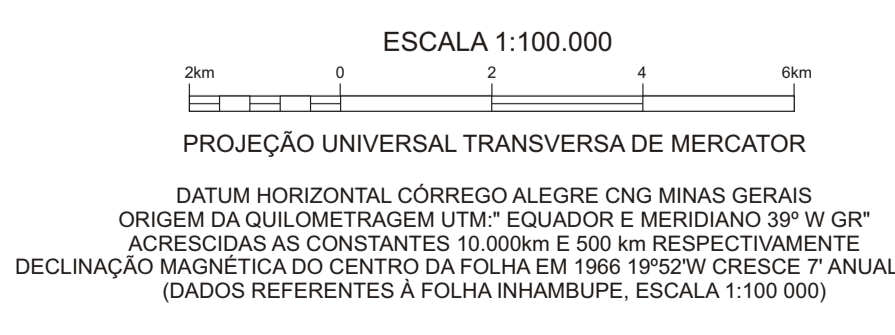 ESCALA 1:100.000
2km 0 2 4 6km
PROJEÇÃO UNIVERSAL TRANSVERSA DE MERCATOR
DATUM HORIZONTAL CÓRREGO ALEGRE CNG MINAS GERAIS
ORIGEM DA QUILOMETRAGEM UTM:" EQUADOR E MERIDIANO 39º W GR"
ACRESCIDAS AS CONSTANTES 10.000km E 500 km RESPECTIVAMENTE
DECLINAÇÃO MAGNÉTICA DO CENTRO DA FOLHA EM 1966 19º52'W CRESCE 7' ANUAL
(DADOS REFERENTES À FOLHA INHAMBUPE, ESCALA 1:100 000)